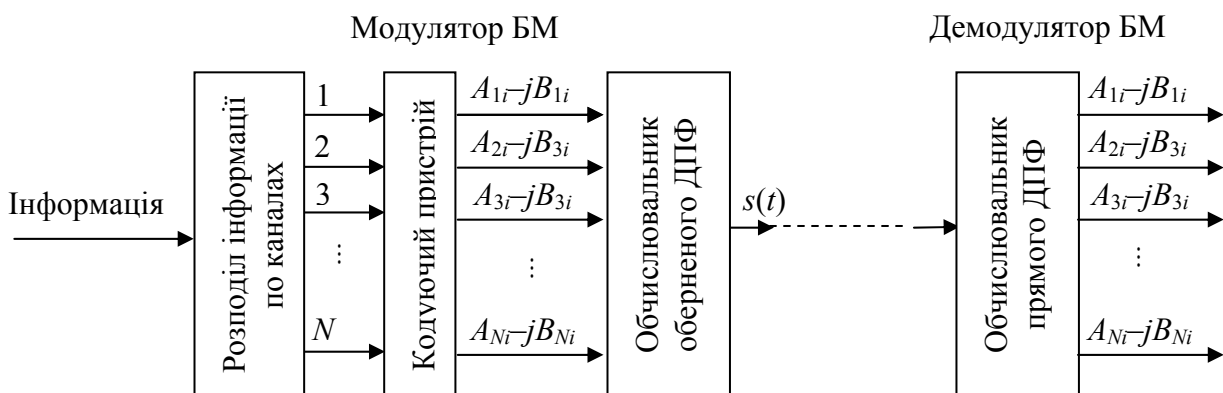 Модулятор БМ
Демодулятор БМ
Інформація
Розподіл інформації
по каналах
1
2
3
...
N
Кодуючий пристрій
A1i–jB1i
A2i–jB3i
A3i–jB3i
...
ANi–jBNi
Обчислювальник
оберненого ДПФ
s(t)
Обчислювальник
прямого ДПФ
A1i–jB1i
A2i–jB3i
A3i–jB3i
...
ANi–jBNi